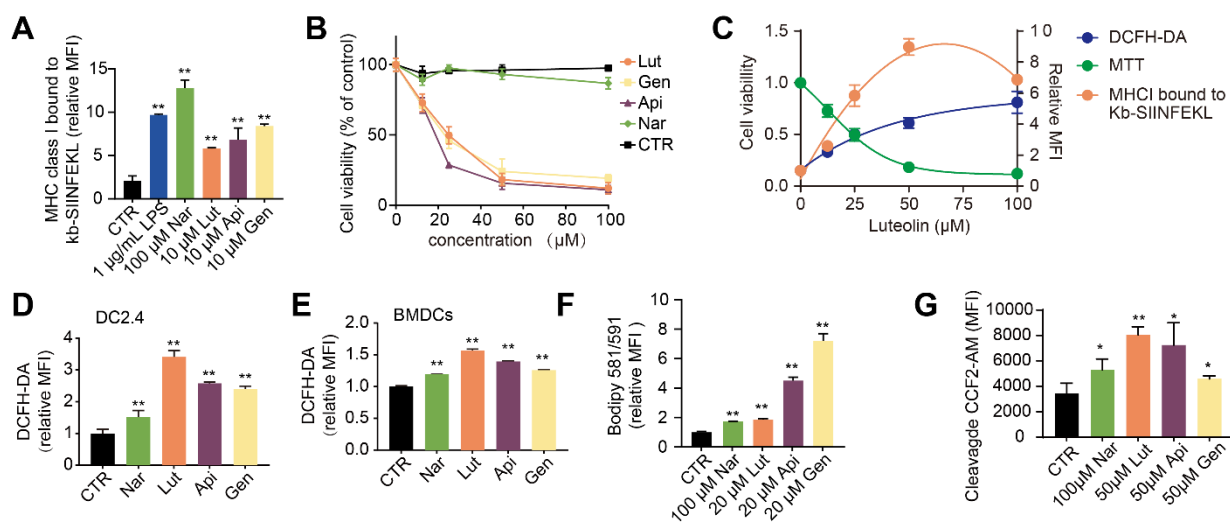 A
MHC class I bound to
kb-SIINFEKL (relative MFI)
15
10
5
0
**
**
**
**
**
CTR
1 µg/mL LPS
100 µM Nar
10 µM Lut
10 µM Api
10 µM Gen
B
Cell viability (% of control)
100
50
0
0
20
40
60
80
100
concentration （µM）
Lut
Gen
Api
Nar
CTR
C
Cell viabillity
1.5
1.0
0.5
0.0
0
25
50
75
100
Luteolin (µM)
10
8
6
4
2
0
Relative MFI
DCFH-DA
MTT
MHCI bound to
Kb-SIINFEKL
D
DC2.4
DCFH-DA
(relative MFI)
4
3
2
1
0
**
**
**
**
CTR
Nar
Lut
Api
Gen
E
BMDCs
DCFH-DA
(relative MFI)
2.0
1.5
1.0
0.5
0.0
**
**
**
**
CTR
Nar
Lut
Api
Gen
F
Bodipy 581/591
(relative MFI)
8
6
4
2
0
**
**
**
**
CTR
100 µM Nar
20 µM Lut
20 µM Api
20 µM Gen
G
Cleavagde CCF2-AM (MFI)
10000
8000
6000
4000
2000
0
*
**
*
*
CTR
100µM Nar
50µM Lut
50µM Api
50µM Gen